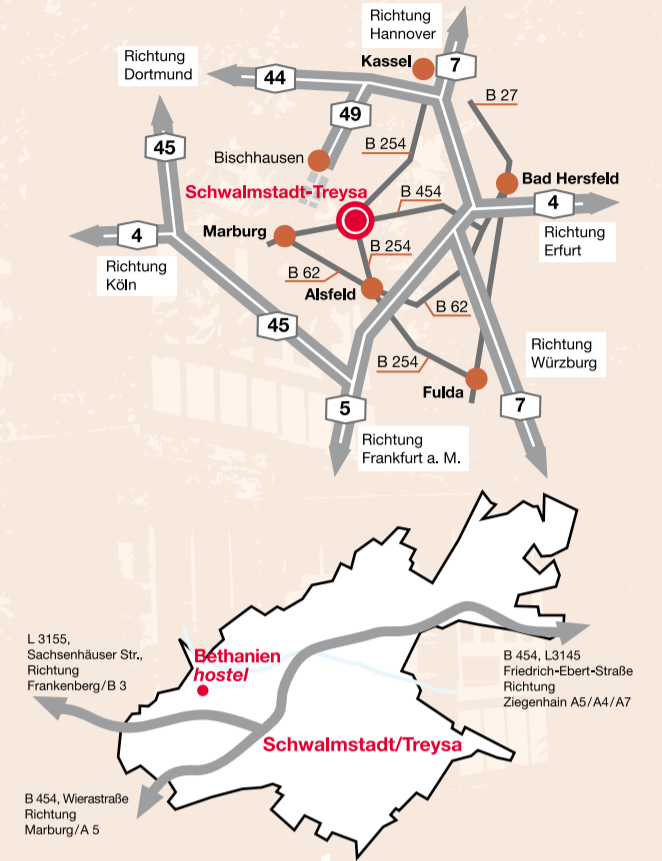 Richtung
Hannover
Kassel
7
Richtung
Dortmund
44
B 27
49
45
B 254
Bischhausen
Bad Hersfeld
Schwalmstadt-Treysa
B 454
4
Marburg
4
Richtung
Erfurt
B 254
Richtung
Köln
B 62
Alsfeld
B 62
45
Richtung
Würzburg
B 254
Fulda
5
7
Richtung
Frankfurt a. M.
L 3155,
Sachsenhäuser Str.,
Richtung
Frankenberg/B 3
Bethanien
hostel
B 454, L3145
Friedrich-Ebert-Straße
Richtung
Ziegenhain A5/A4/A7
Schwalmstadt/Treysa
B 454, Wierastraße
Richtung
Marburg/A 5